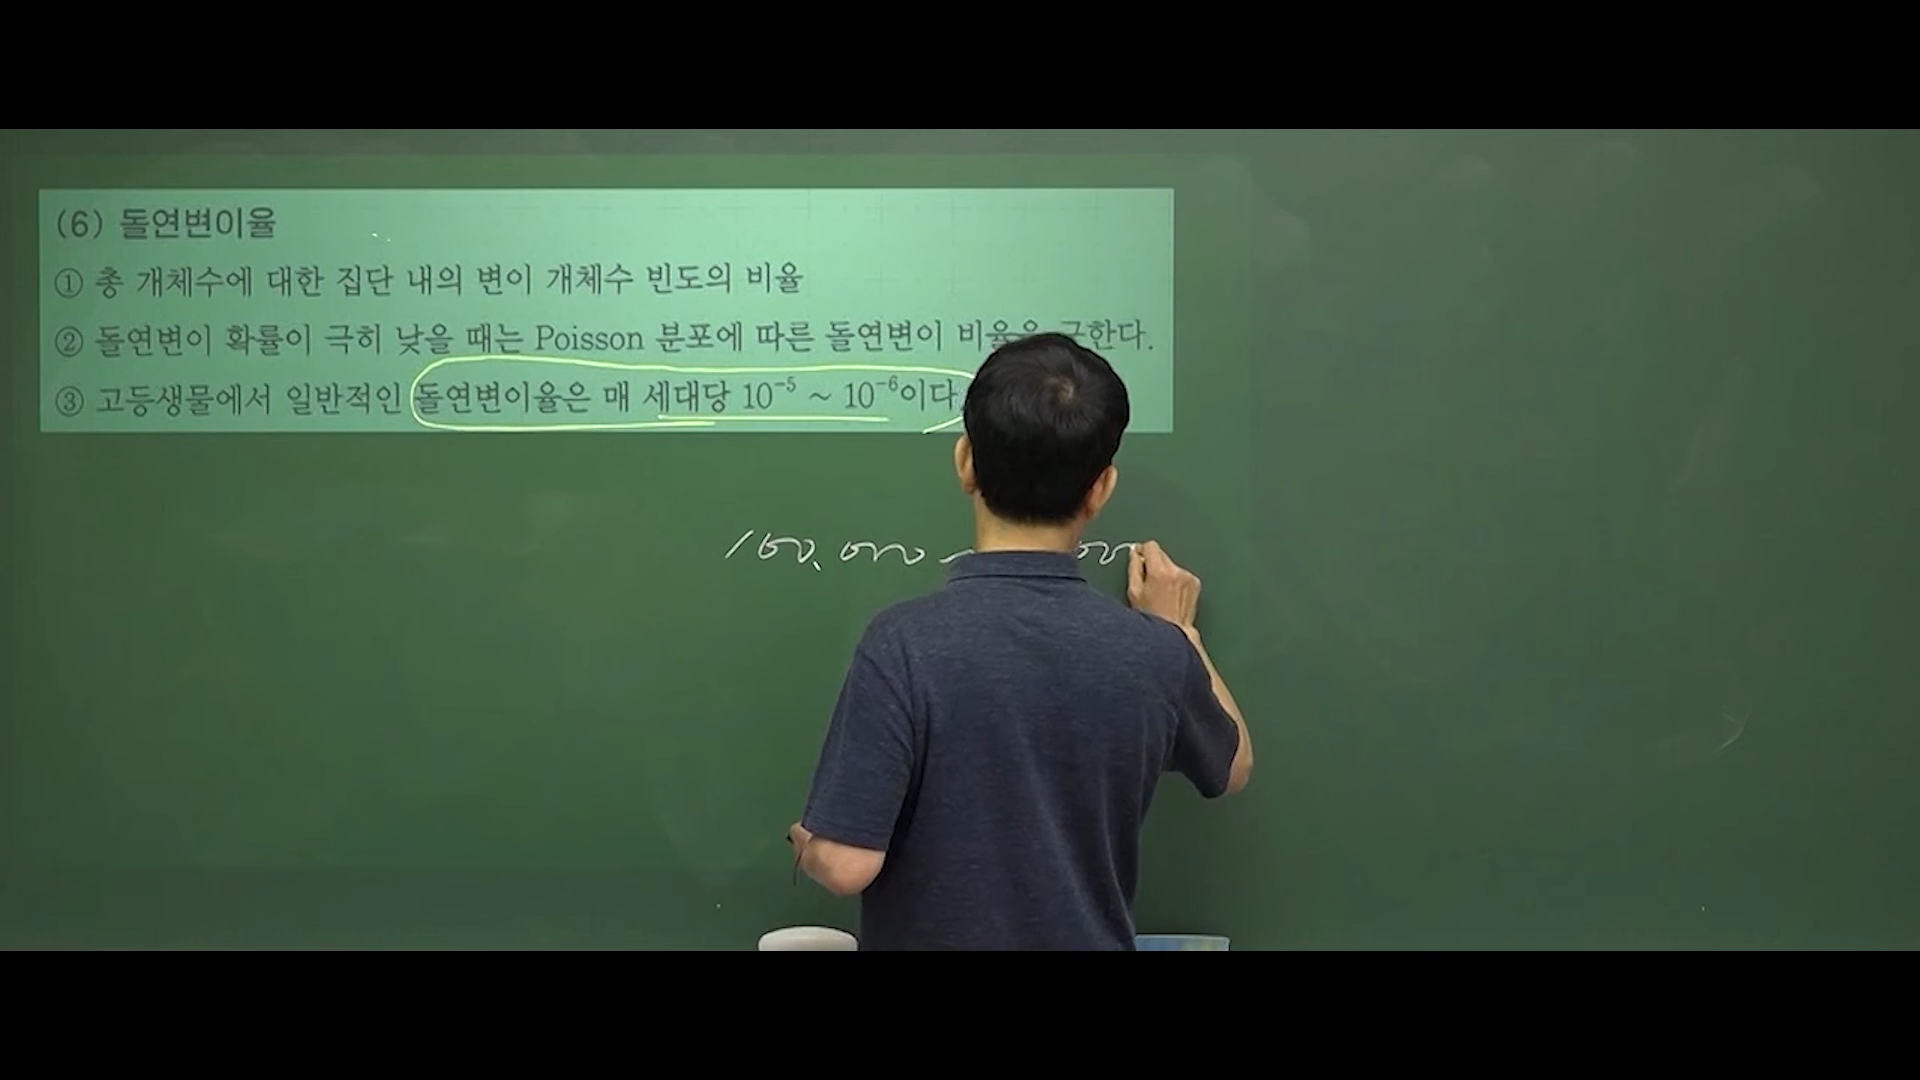 (6) 돌연변이율
① 총 개체수에 대한 집단 내의 변이 개체수 빈도의 비율
② 돌연변이 확률이 극히 낮을 때는 Poisson 분포에 따른 돌연변이 비율을 구한다.
③ 고등생물에서 일반적인 돌연변이율은 매 세대당 10⁻⁵ ~ 10⁻⁶이다
100,000 ~